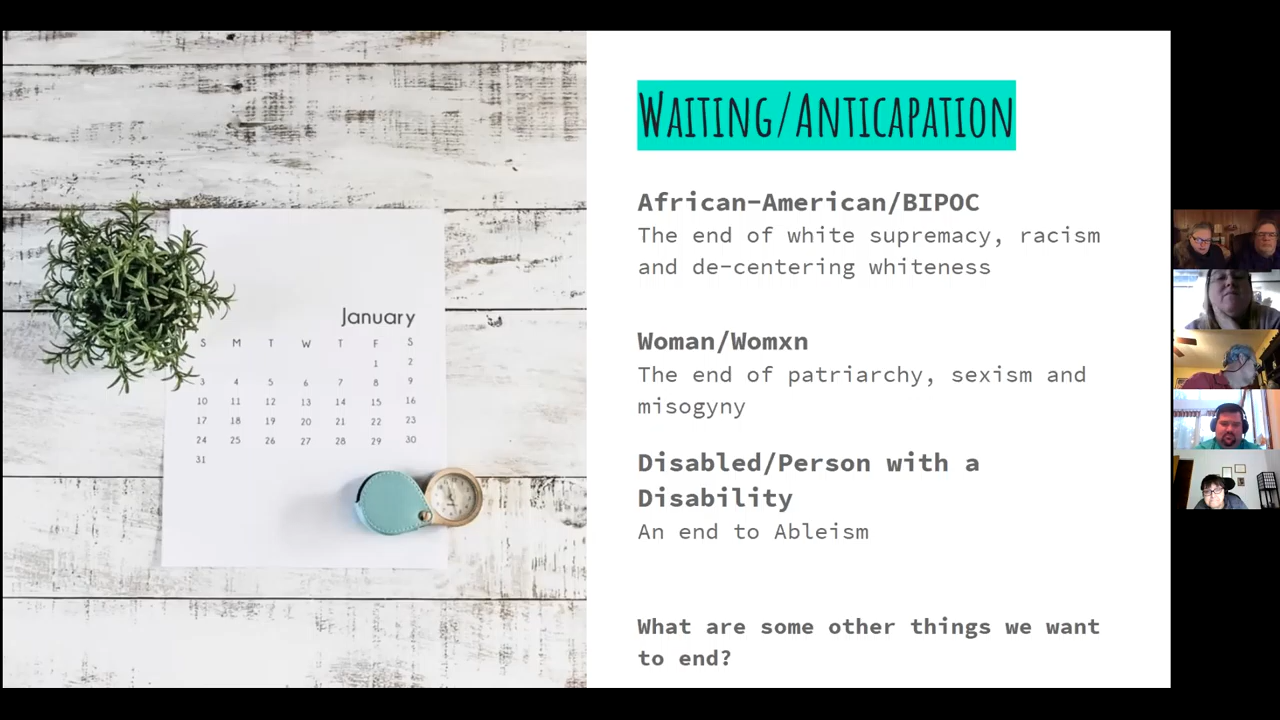 January
S M T W T F S
1 2
3 4 5 6 7 8 9
10 11 12 13 14 15 16
17 18 19 20 21 22 23
24 25 26 27 28 29 30
31
Waiting/Anticapation
African-American/BIPOC
The end of white supremacy, racism
and de-centering whiteness
Woman/Womxn
The end of patriarchy, sexism and
misogyny
Disabled/Person with a
Disability
An end to Ableism
What are some other things we want
to end?